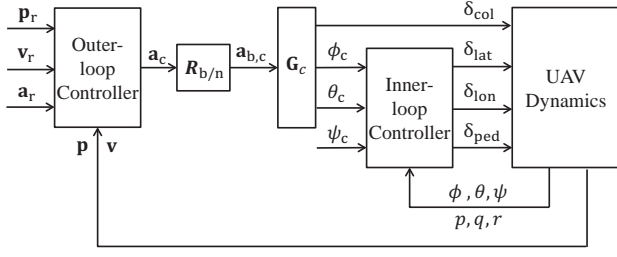 p_r
v_r
a_r
Outer-
loop
Controller
a_c
R_b/n
a_b,c
G_c
ϕ_c
θ_c
ψ_c
Inner-
loop
Controller
δ_col
δ_lat
δ_lon
δ_ped
UAV
Dynamics
p v
ϕ , θ, ψ
p, q, r